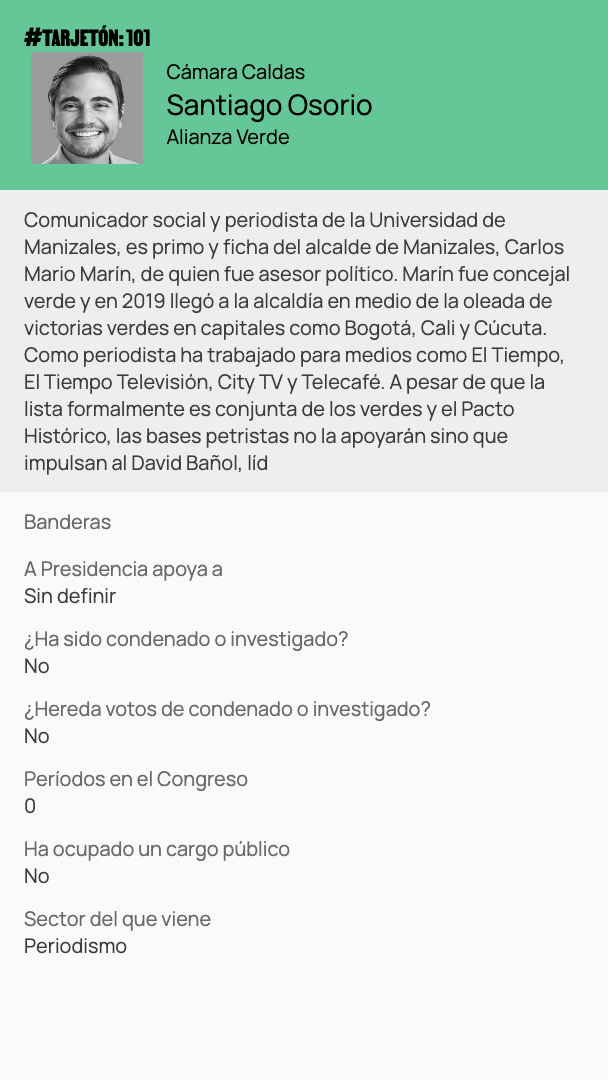 #TARJETÓN: 101
Cámara Caldas
Santiago Osorio
Alianza Verde
Comunicador social y periodista de la Universidad de
Manizales, es primo y ficha del alcalde de Manizales, Carlos
Mario Marín, de quien fue asesor político. Marín fue concejal
verde y en 2019 llegó a la alcaldía en medio de la oleada de
victorias verdes en capitales como Bogotá, Cali y Cúcuta.
Como periodista ha trabajado para medios como El Tiempo,
El Tiempo Televisión, City TV y Telecafé. A pesar de que la
lista formalmente es conjunta de los verdes y el Pacto
Histórico, las bases petristas no la apoyarán sino que
impulsan al David Bañol, líd
Banderas
A Presidencia apoya a
Sin definir
¿Ha sido condenado o investigado?
No
¿Hereda votos de condenado o investigado?
No
Períodos en el Congreso
0
Ha ocupado un cargo público
No
Sector del que viene
Periodismo